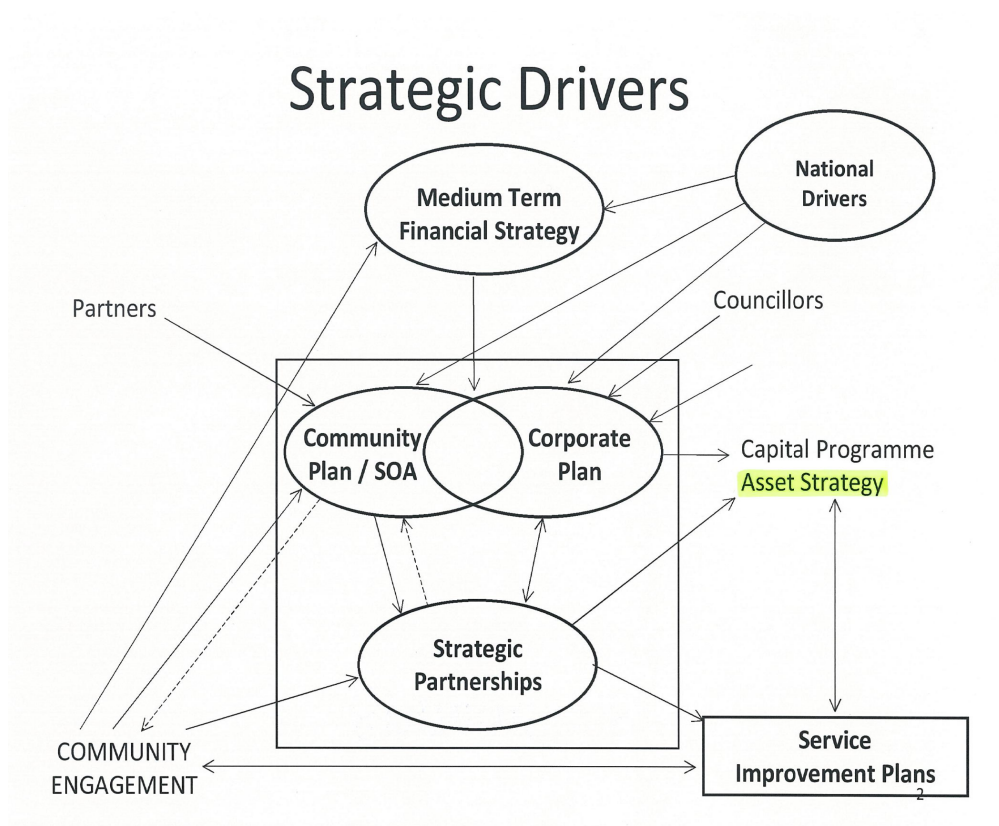 Strategic Drivers
National
Drivers
Medium Term
Financial Strategy
Partners
Councillors
Community
Plan / SOA
Corporate
Plan
Capital Programme
Asset Strategy
Strategic
Partnerships
COMMUNITY
ENGAGEMENT
Service
Improvement Plans
2